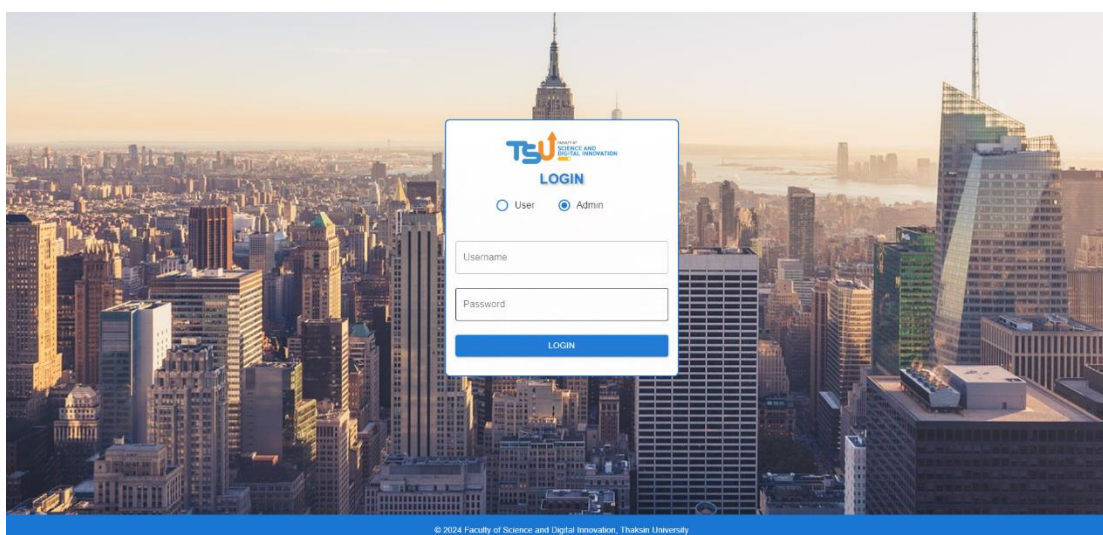 TSU
FACULTY OF
SCIENCE AND
DIGITAL INNOVATION
LOGIN
User Admin
Username
Password
LOGIN
© 2024 Faculty of Science and Digital Innovation, Thaksin University